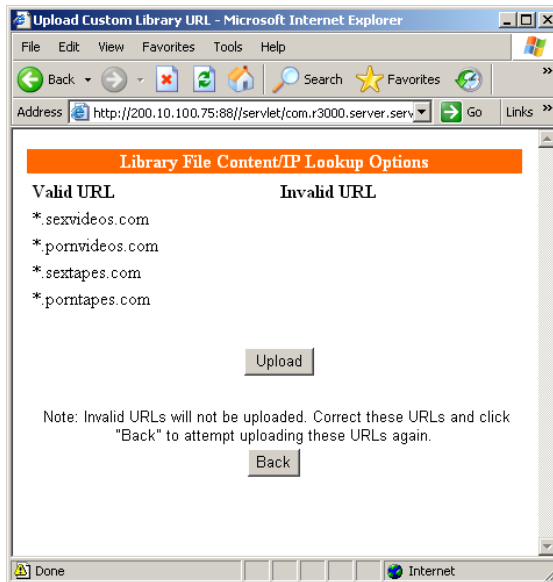 Upload Custom Library URL - Microsoft Internet Explorer
File Edit View Favorites Tools Help
Back Search Favorites »
Address http://200.10.100.75:88//servlet/com.r3000.server.serv Go Links »
Library File Content/IP Lookup Options
Valid URL Invalid URL
*.sexvideos.com
*.pornvideos.com
*.sextapes.com
*.porntapes.com
Upload
Note: Invalid URLs will not be uploaded. Correct these URLs and click
"Back" to attempt uploading these URLs again.
Back
Done Internet